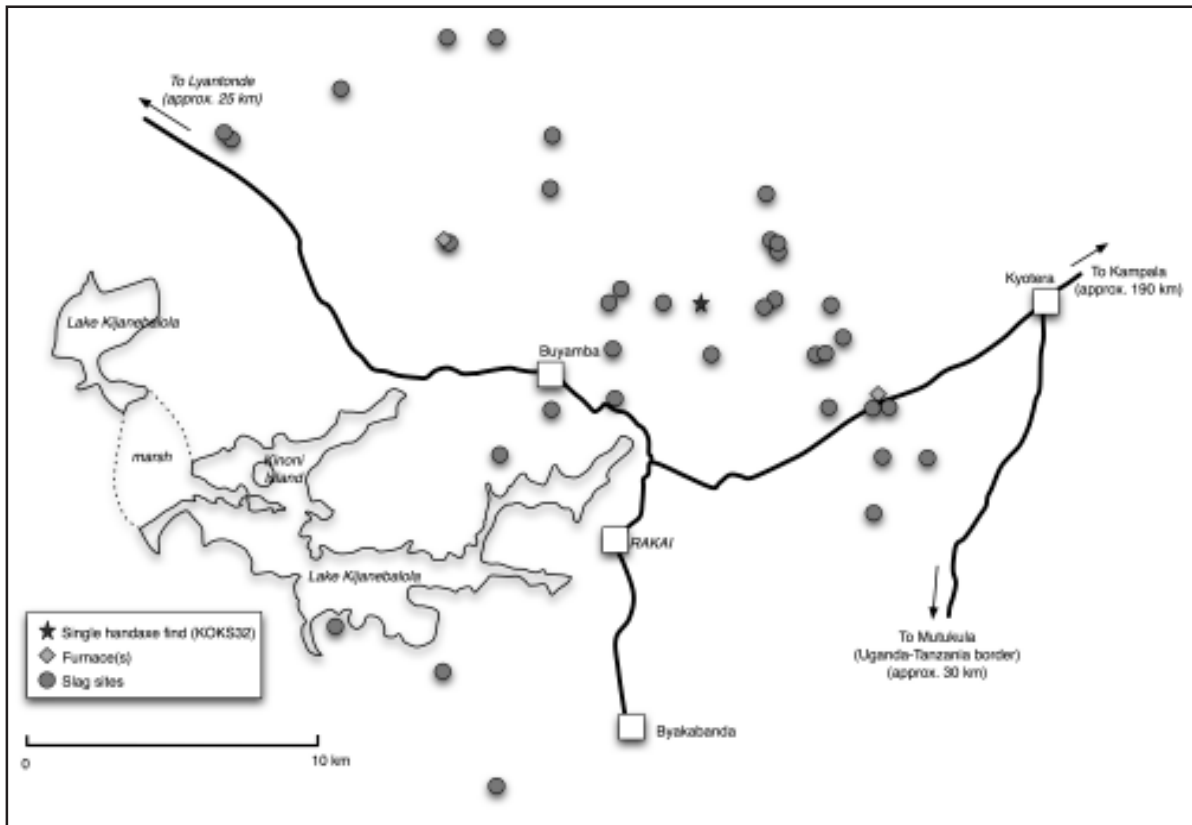 To Lyantonde
(approx. 25 km)
Kyotera
To Kampala
(approx. 190 km)
Lake Kijanebalola
Buyamba
marsh
Kinoni
Island
RAKAI
Lake Kijanebalola
Single handaxe find (KOKS32)
Furnace(s)
Slag sites
To Mutukula
(Uganda-Tanzania border)
(approx. 30 km)
Byakabanda
0
10 km